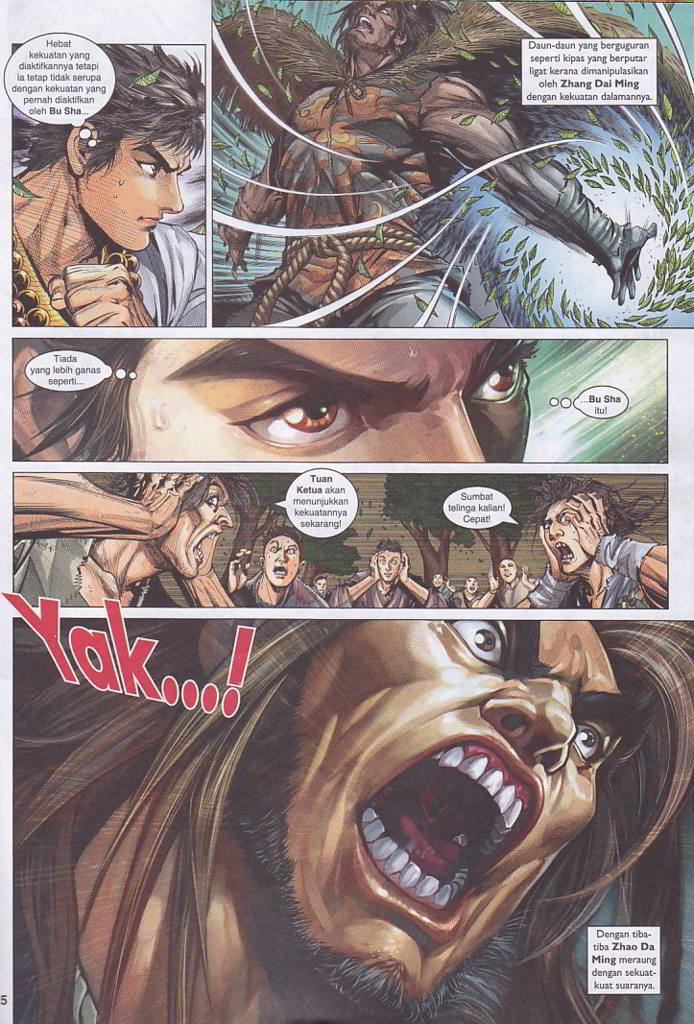 Hebat
kekuatan yang
diaktifkannya tetapi
ia tetap tidak serupa
dengan kekuatan yang
pernah diaktifkan
oleh Bu Sha...
Daun-daun yang berguguran
seperti kipas yang berputar
ligat kerana dimanipulasikan
oleh Zhang Dai Ming
dengan kekuatan dalamannya.
Tiada
yang lebih ganas
seperti...
...Bu Sha
itu!
Tuan
Ketua akan
menunjukkan
kekuatannya
sekarang!
Sumbat
telinga kalian!
Cepat!
Yak....!
Dengan tiba-
tiba Zhao Da
Ming meraung
dengan sekuat-
kuat suaranya.
5